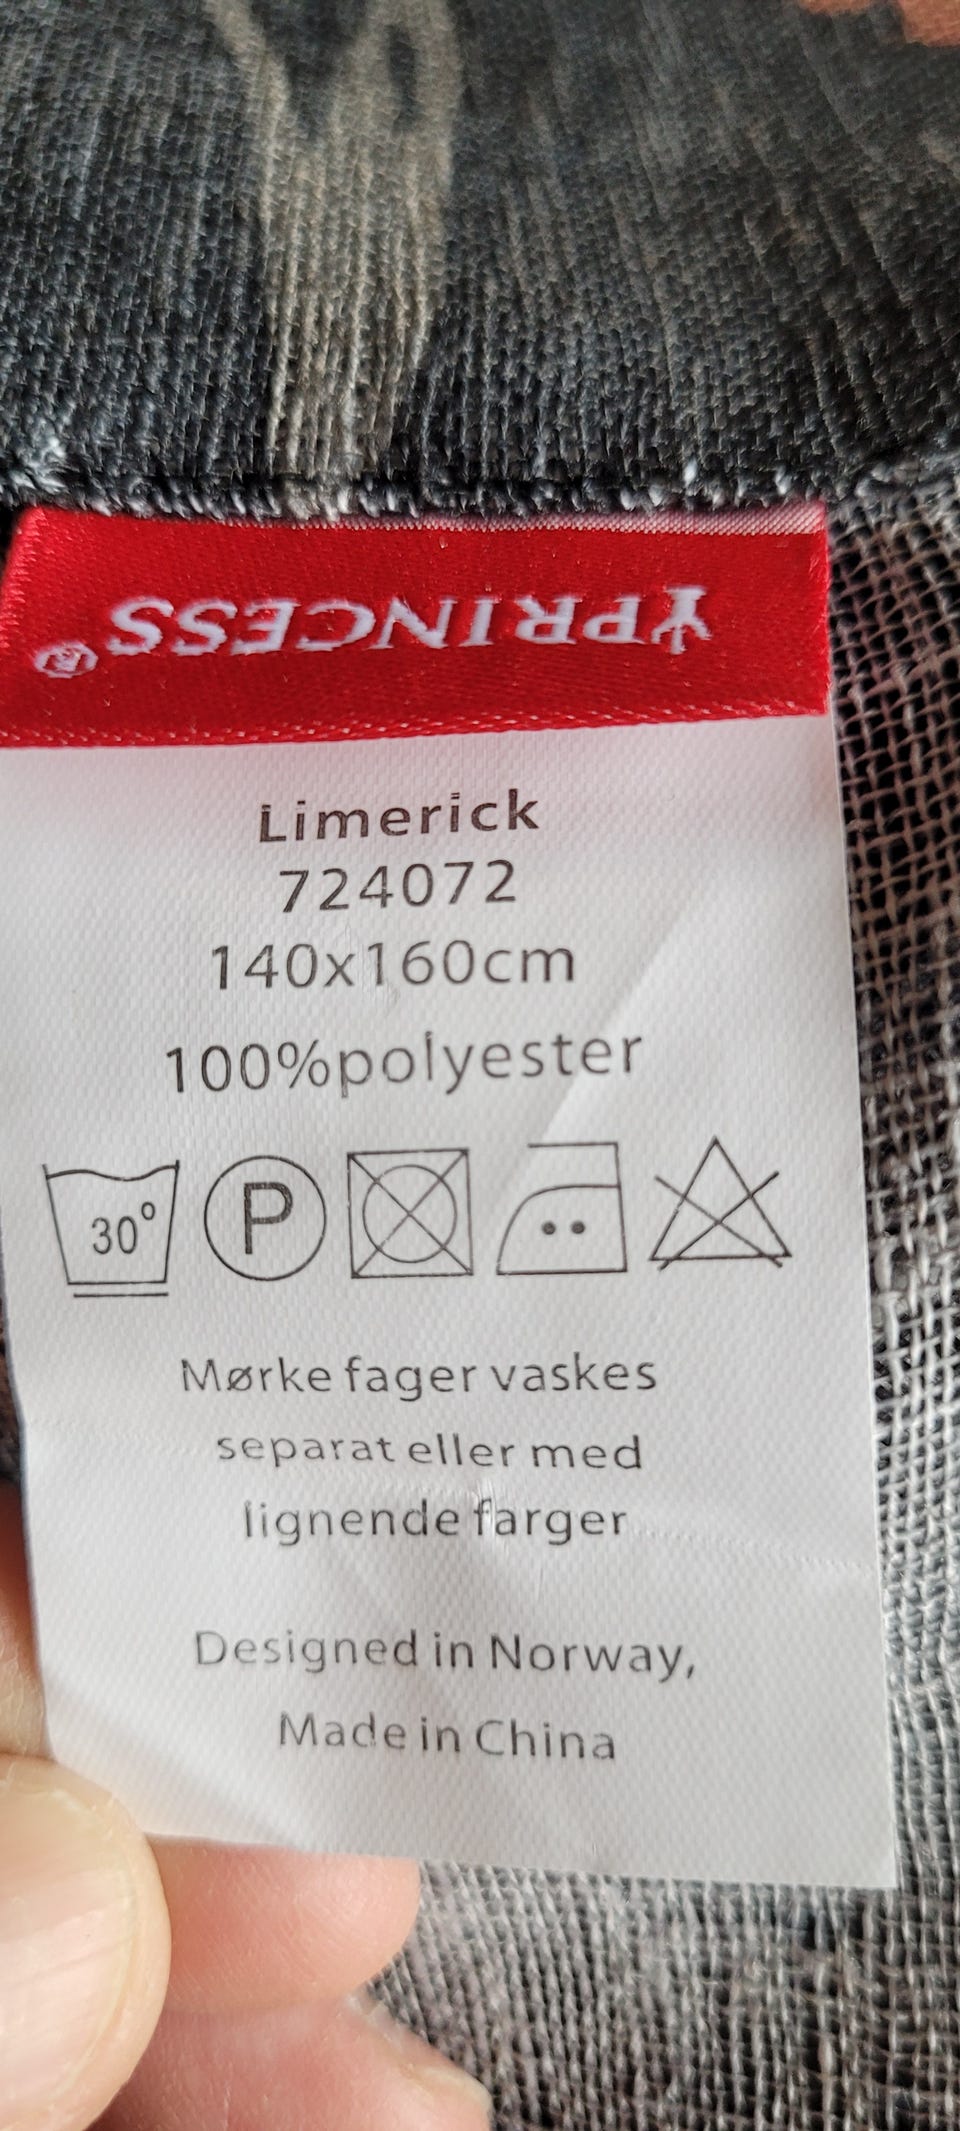 PRINCESS®
Limerick
724072
140x160cm
100%polyester
30° P
Mørke fager vaskes
separat eller med
lignende farger
Designed in Norway,
Made in China